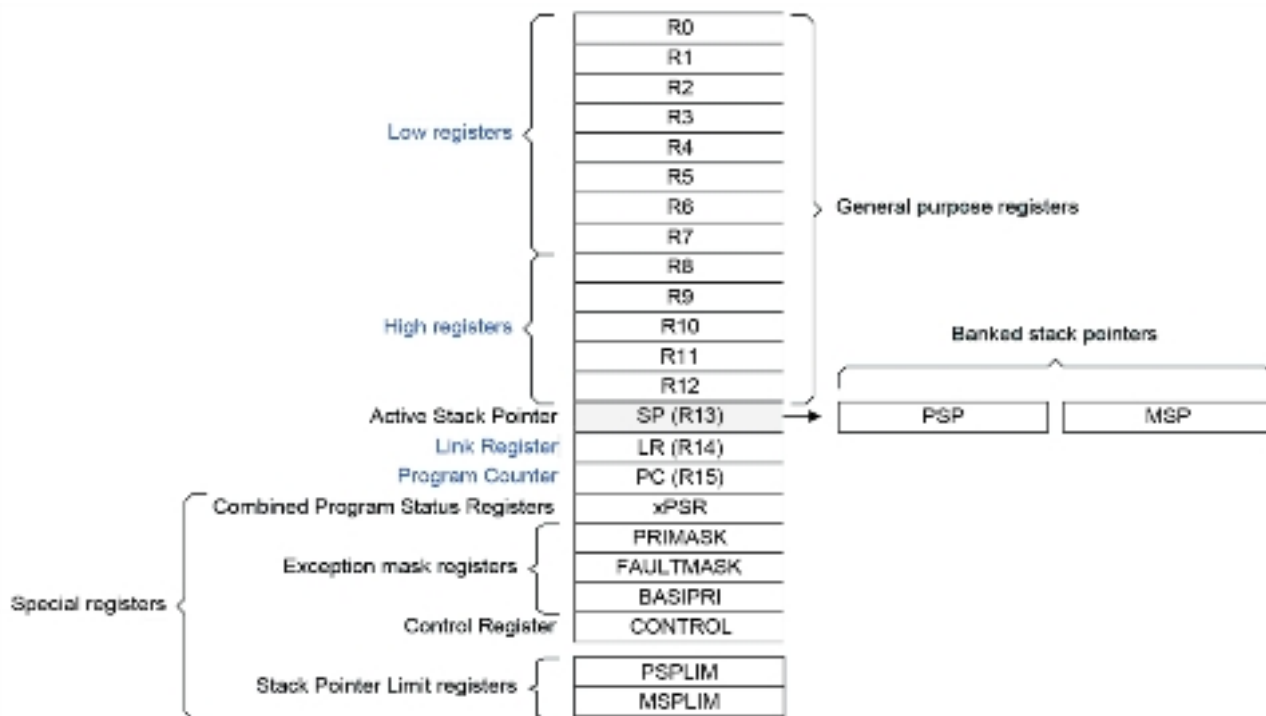 R0
R1
R2
R3
Low registers
R4
R5
R6
General purpose registers
R7
R8
R9
High registers
R10
Banked stack pointers
R11
R12
Active Stack Pointer SP (R13) PSP MSP
Link Register LR (R14)
Program Counter PC (R15)
Combined Program Status Registers xPSR
PRIMASK
Exception mask registers FAULTMASK
BASIPRI
Special registers
Control Register CONTROL
PSPLIM
Stack Pointer Limit registers
MSPLIM